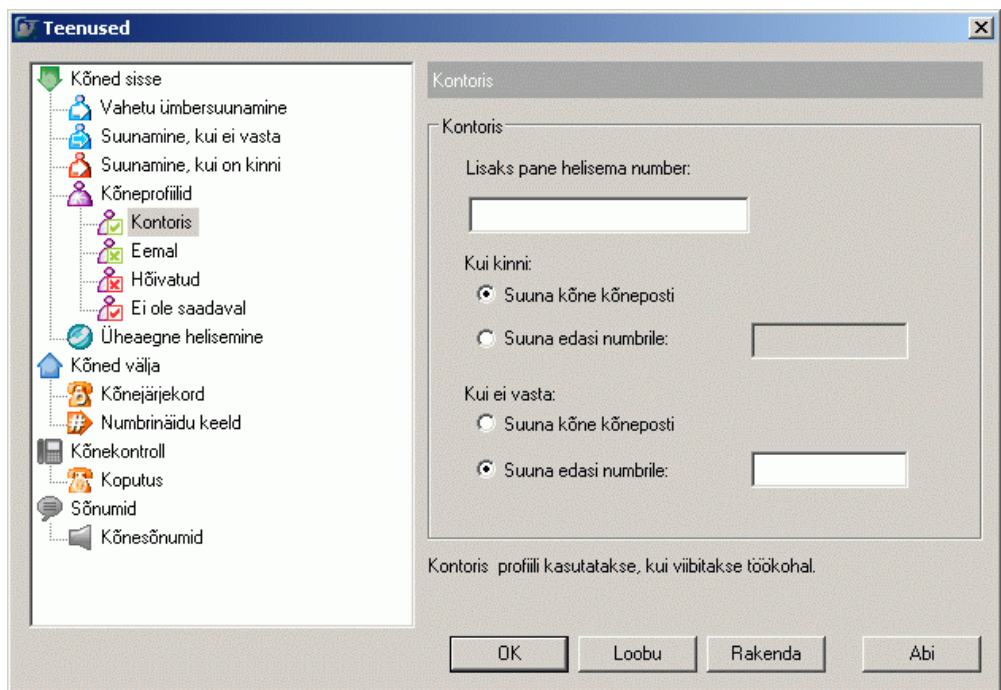 Teenused
Kõned sisse
Vahetu ümbersuunamine
Suunamine, kui ei vasta
Suunamine, kui on kinni
Kõneprofiilid
Kontoris
Eemal
Hõivatud
Ei ole saadaval
Üheaegne helisemine
Kõned välja
Kõnejärjekord
Numbrinäidu keeld
Kõnekontroll
Koputus
Sõnumid
Kõnesõnumid
Kontoris
Kontoris
Lisaks pane helisema number:
Kui kinni:
Suuna kõne kõneposti
Suuna edasi numbrile:
Kui ei vasta:
Suuna kõne kõneposti
Suuna edasi numbrile:
Kontoris profiili kasutatakse, kui viibitakse töökohal.
OK Loobu Rakenda Abi